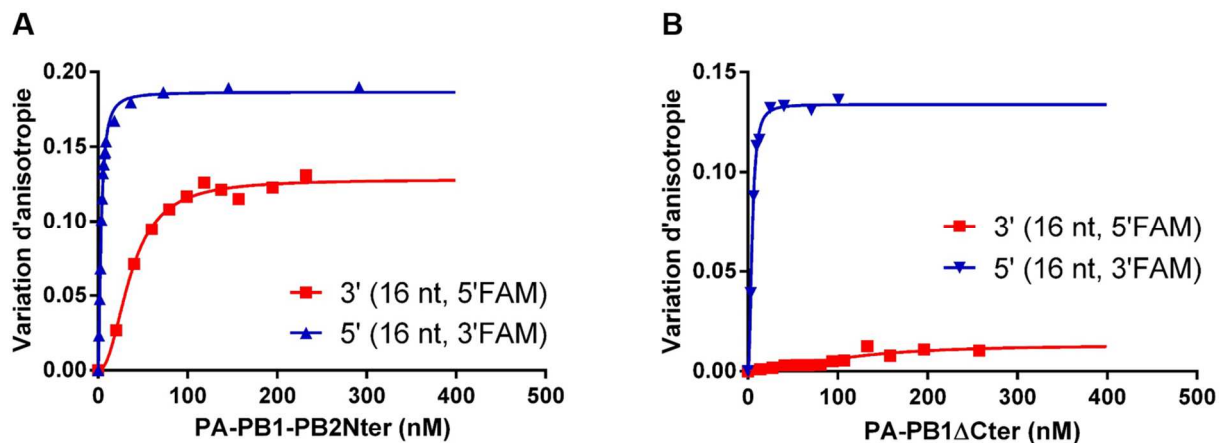 A
Variation d'anisotropie
0.20
0.15
0.10
0.05
0.00
0 100 200 300 400 500
PA-PB1-PB2Nter (nM)
3' (16 nt, 5'FAM)
5' (16 nt, 3'FAM)
B
Variation d'anisotropie
0.15
0.10
0.05
0.00
0 100 200 300 400 500
PA-PB1ΔCter (nM)
3' (16 nt, 5'FAM)
5' (16 nt, 3'FAM)